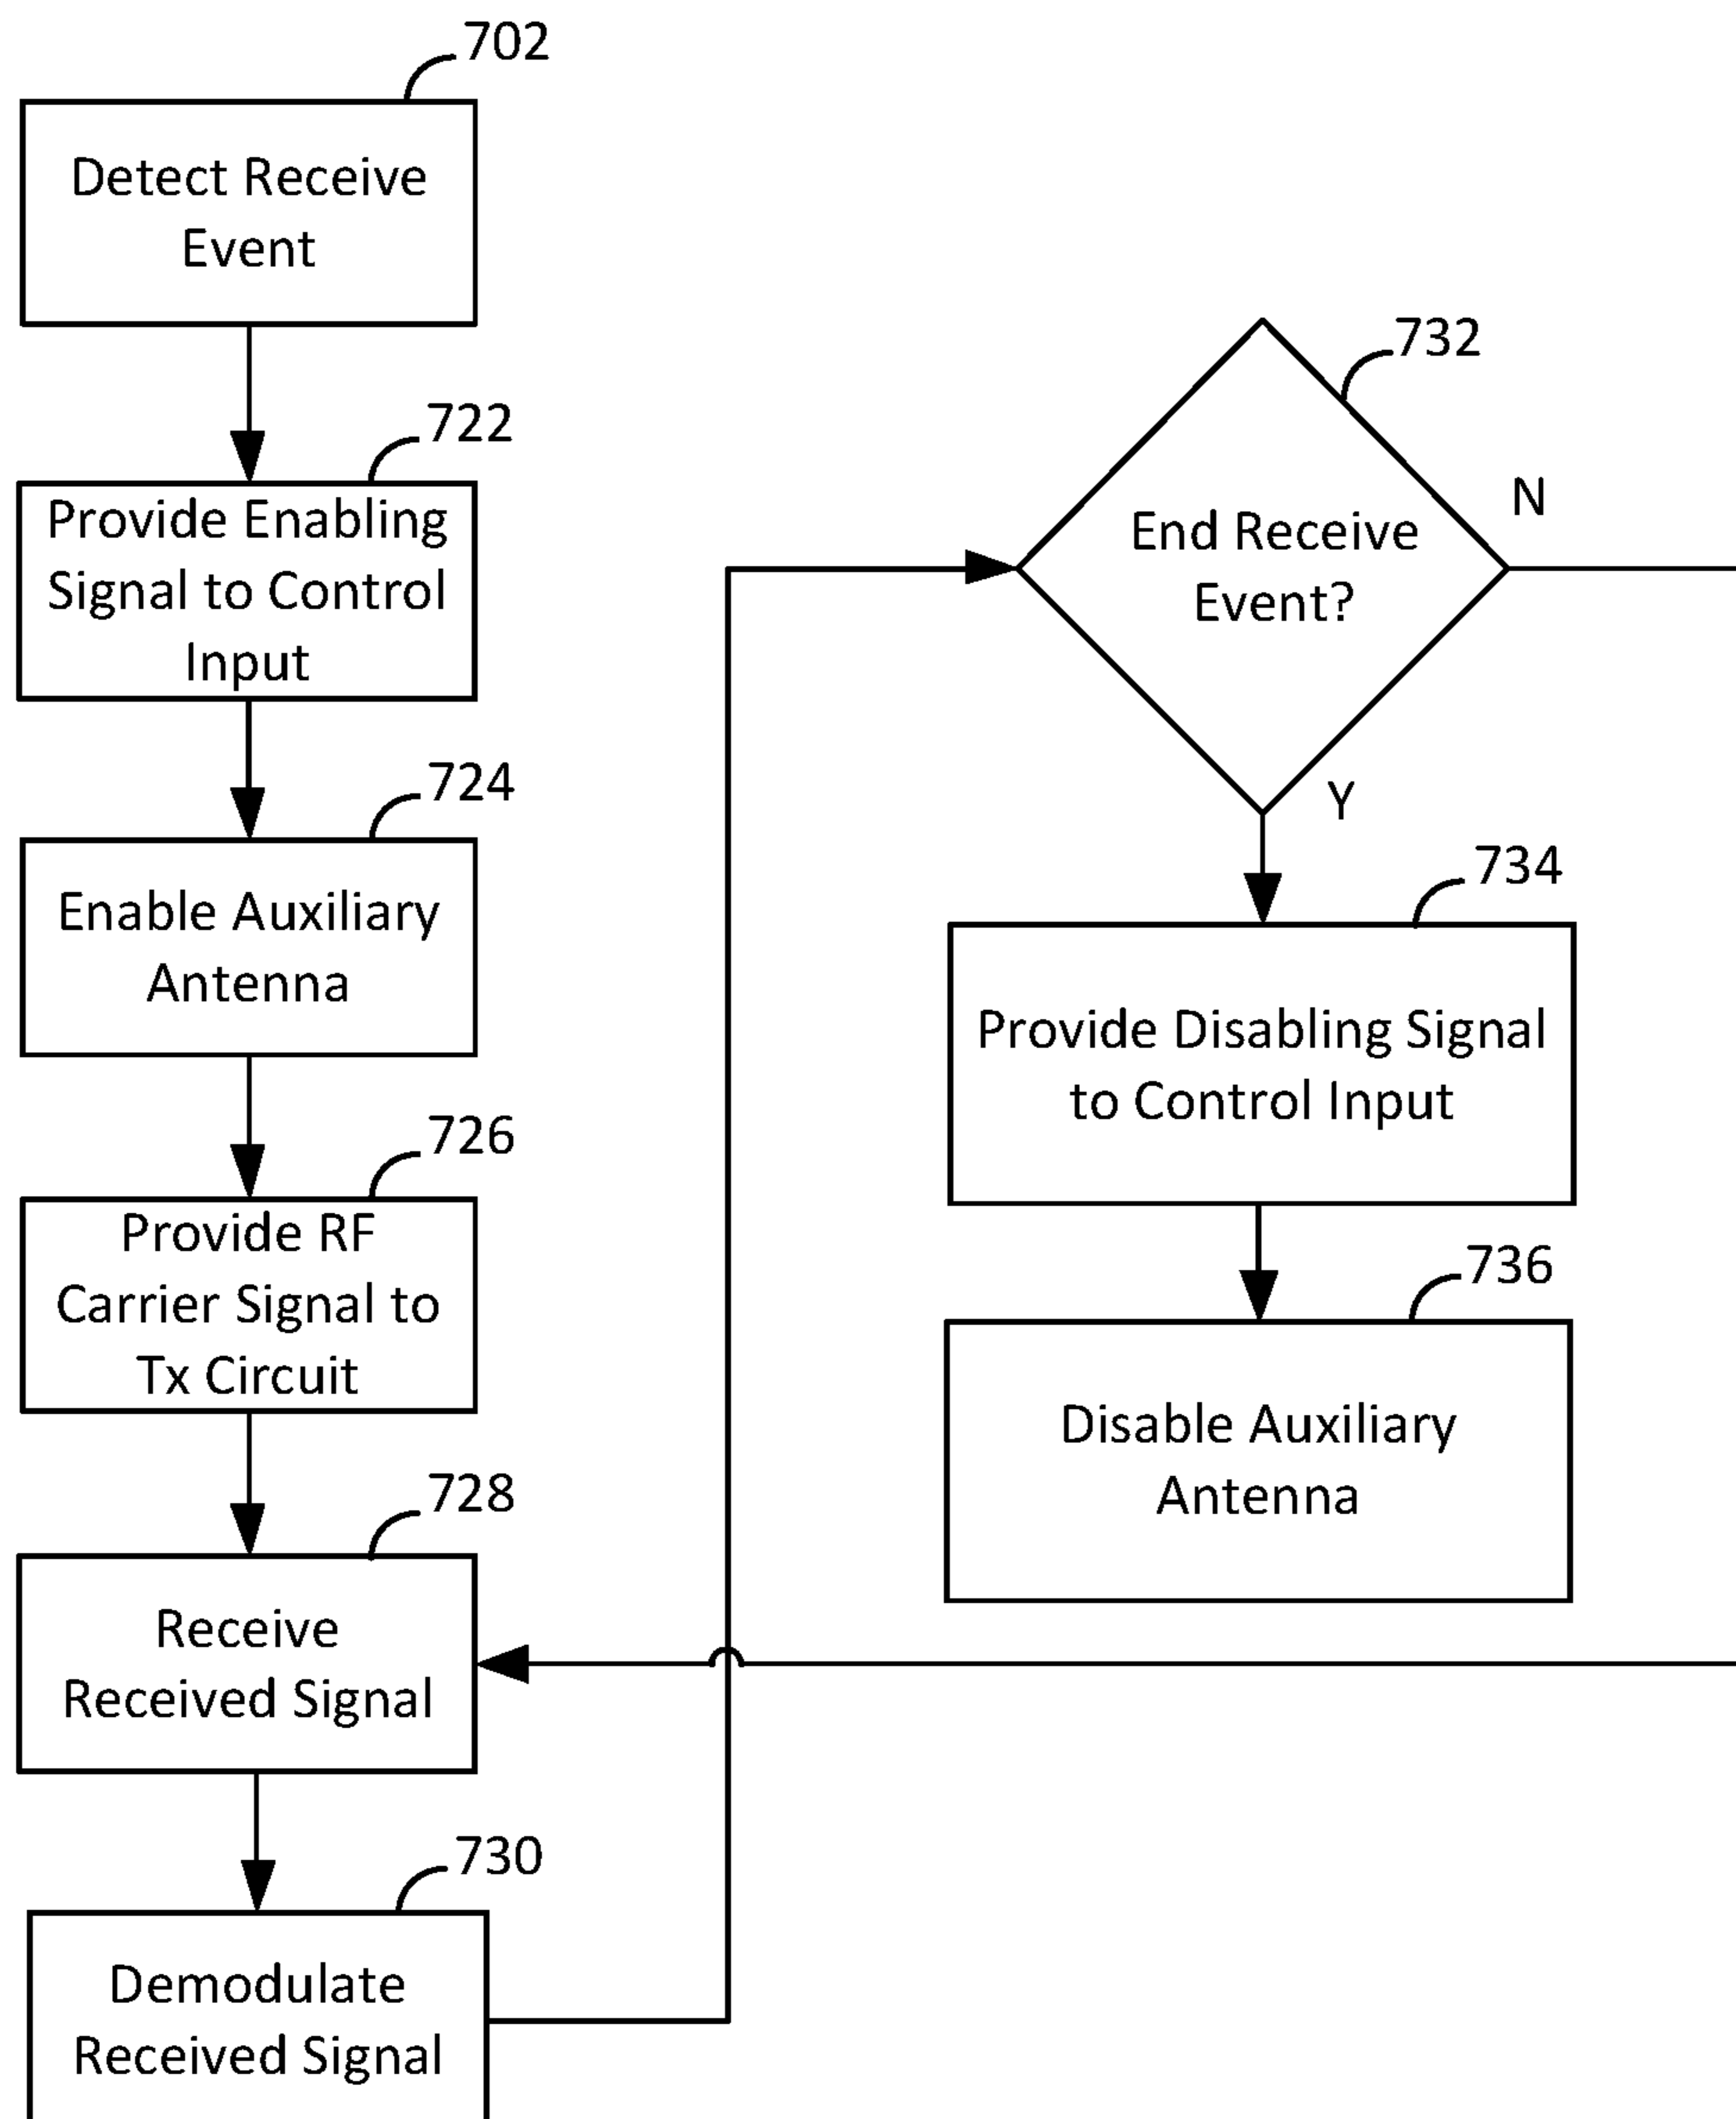 702
Detect Receive
Event
722
Provide Enabling
Signal to Control
Input
724
Enable Auxiliary
Antenna
726
Provide RF
Carrier Signal to
Tx Circuit
728
Receive
Received Signal
730
Demodulate
Received Signal
732
End Receive
Event?
N
Y
734
Provide Disabling Signal
to Control Input
736
Disable Auxiliary
Antenna